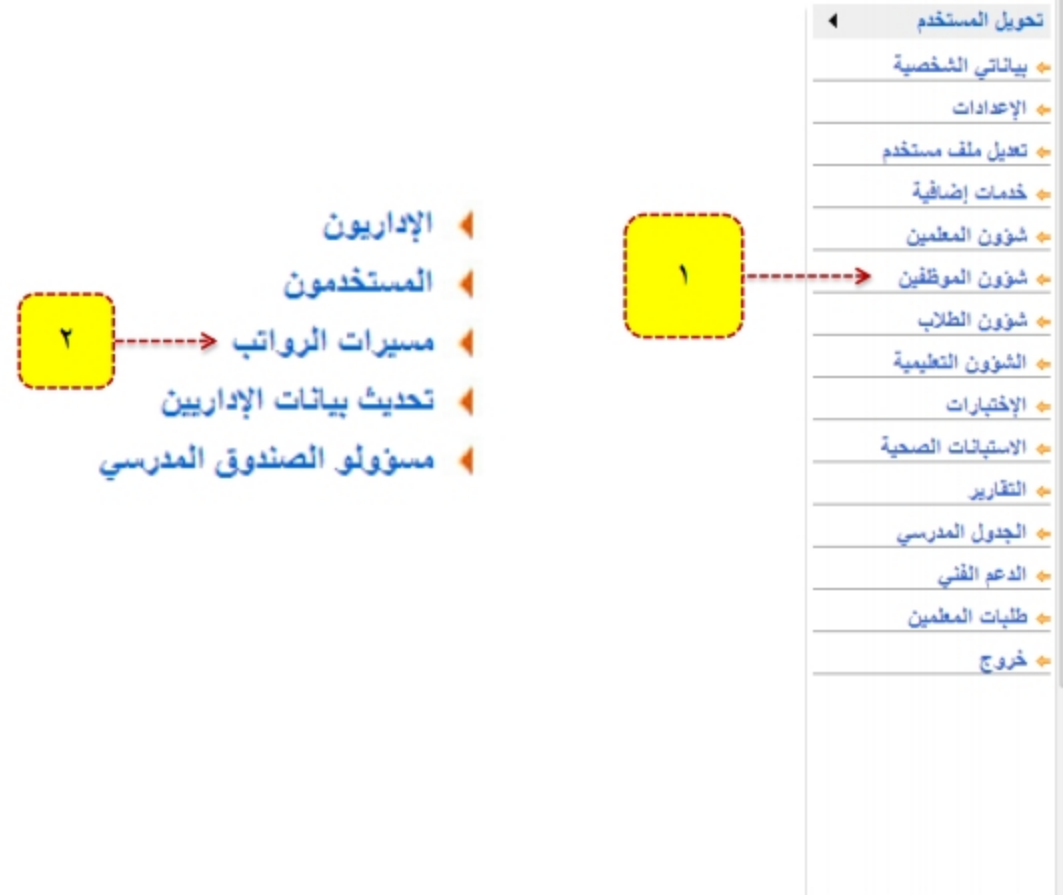 تحويل المستخدم
بياناتي الشخصية
الإعدادات
تعديل ملف مستخدم
خدمات إضافية
شؤون المعلمين
شؤون الموظفين
شؤون الطلاب
الشؤون التعليمية
الإختبارات
الاستبانات الصحية
التقارير
الجدول المدرسي
الدعم الفني
طلبات المعلمين
خروج
١
الإداريون
المستخدمون
مسيرات الرواتب
تحديث بيانات الإداريين
مسؤولو الصندوق المدرسي
٢